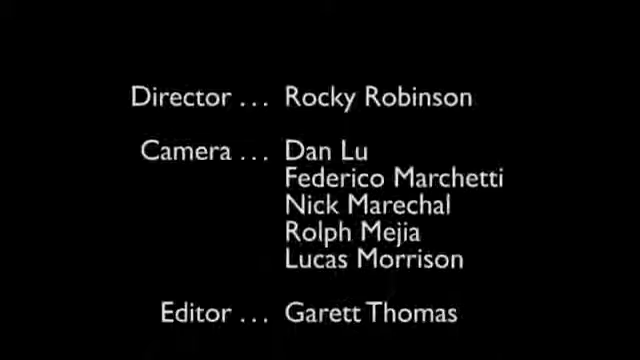 Director ... Rocky Robinson
Camera ... Dan Lu
Federico Marchetti
Nick Marechal
Rolph Mejia
Lucas Morrison
Editor ... Garett Thomas